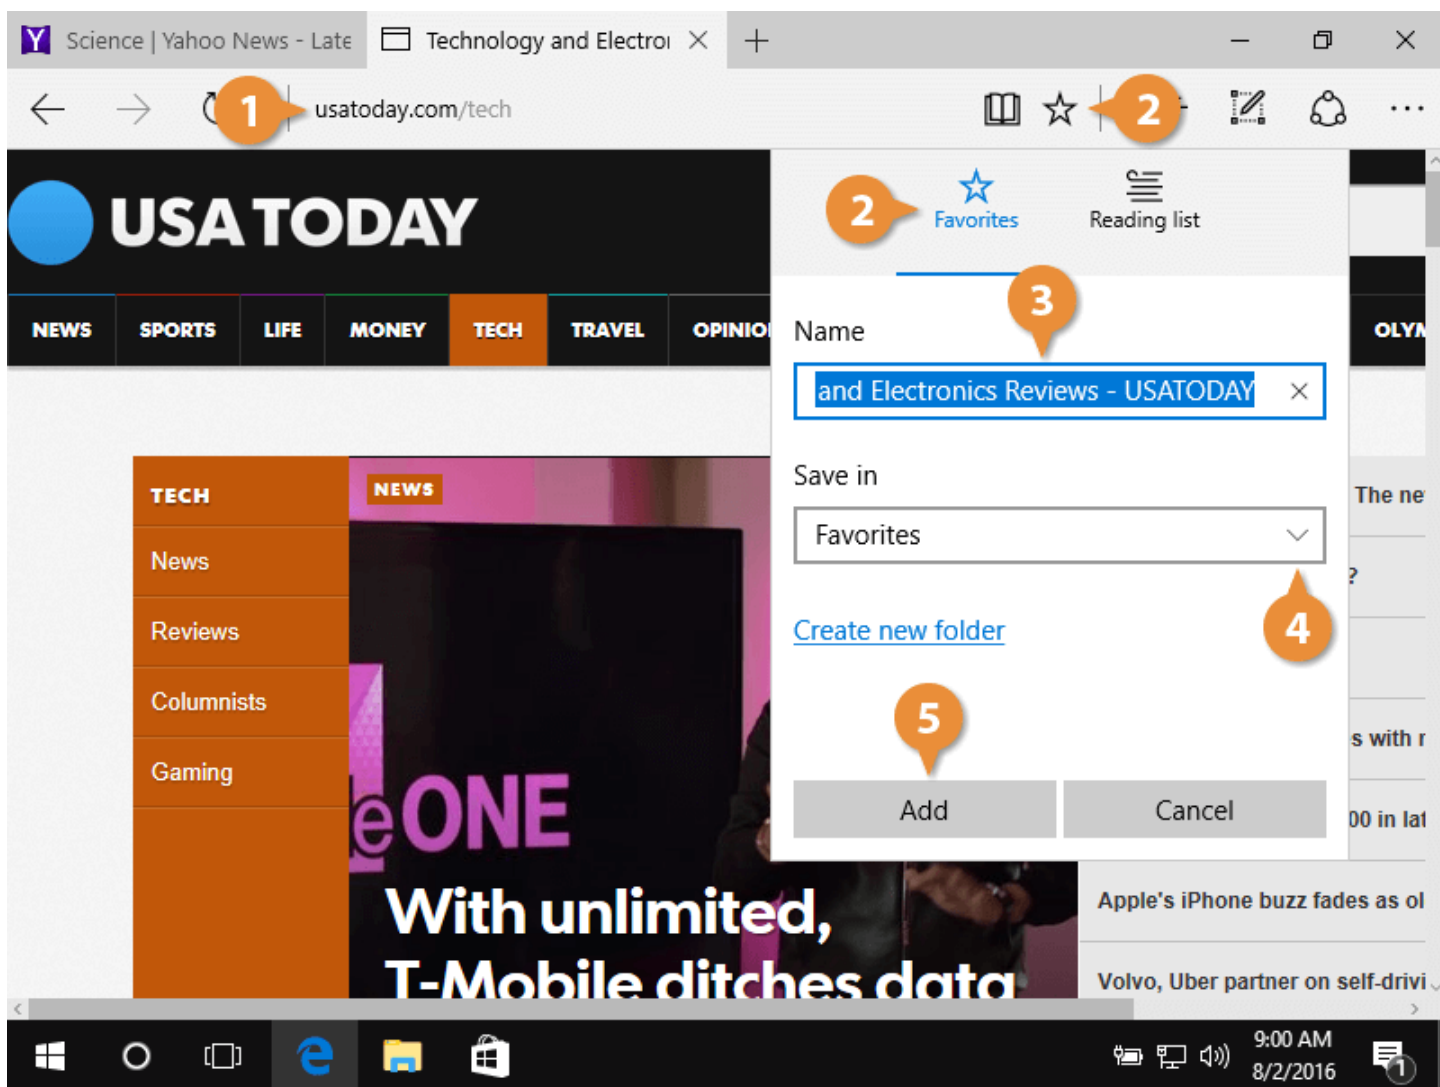 Science | Yahoo News - Late
Technology and Electro
1
usatoday.com/tech
2
USA TODAY
2
Favorites
Reading list
NEWS
SPORTS
LIFE
MONEY
TECH
TRAVEL
OPINIO
OLYM
3
Name
and Electronics Reviews - USATODAY
Save in
Favorites
4
Create new folder
5
Add
Cancel
TECH
News
Reviews
Columnists
Gaming
NEWS
eONE
With unlimited,
T-Mobile ditches data
The ne
?
s with
00 in lat
Apple's iPhone buzz fades as ol
Volvo, Uber partner on self-drivi
9:00 AM
8/2/2016
1